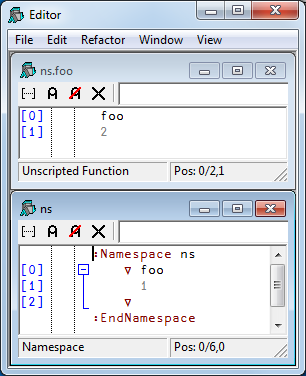 Editor
File Edit Refactor Window View
ns.foo
[0] foo
[1] 2
Unscripted Function Pos: 0/2,1
ns
:Namespace ns
[0] ∇ foo
[1] 1
[2] ∇
:EndNamespace
Namespace Pos: 0/6,0